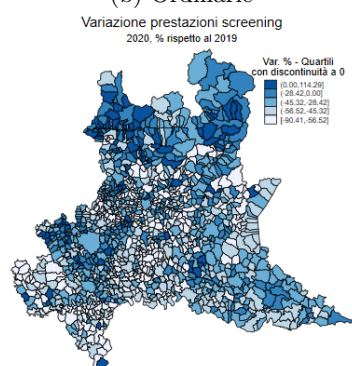 (b) Ordinario
Variazione prestazioni screening
2020, % rispetto al 2019
Var. % - Quartili
con discontinuità a 0
(0.00,114.29]
(-28.42,0.00]
(-45.32,-28.42]
(-56.52,-45.32]
[-90.41,-56.52]